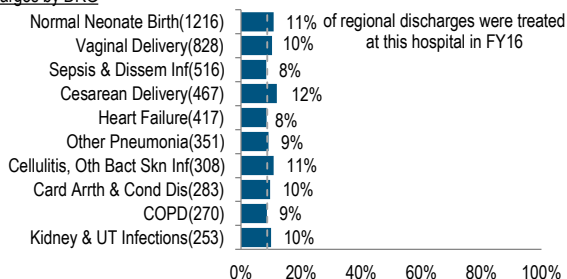 Normal Neonate Birth(1216) 11% of regional discharges were treated
at this hospital in FY16
Vaginal Delivery(828) 10%
Sepsis & Dissem Inf(516) 8%
Cesarean Delivery(467) 12%
Heart Failure(417) 8%
Other Pneumonia(351) 9%
Cellulitis, Oth Bact Skn Inf(308) 11%
Card Arrth & Cond Dis(283) 10%
COPD(270) 9%
Kidney & UT Infections(253) 10%
0% 20% 40% 60% 80% 100%